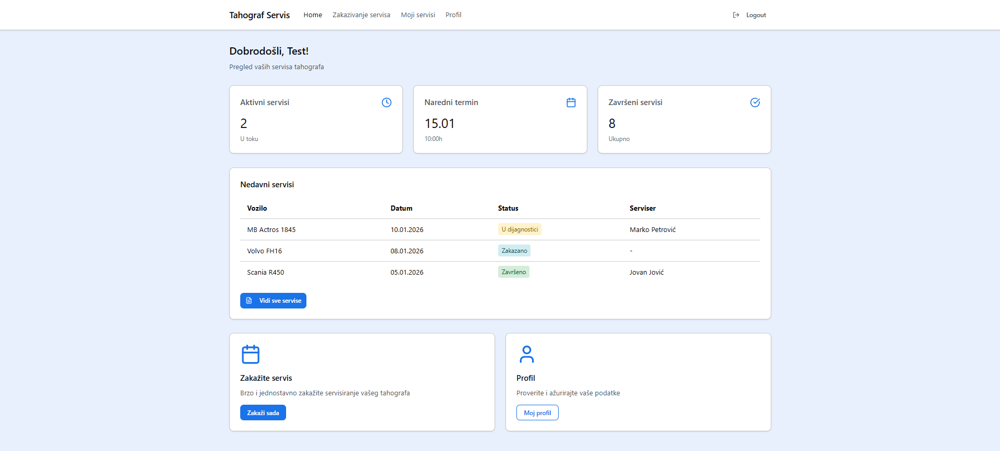 Tahograf Servis Home Zakazivanje servisa Moji servisi Profil Logout
Dobrodošli, Test!
Pregled vaših servisa tahografa
Aktivni servisi
2
U toku
Naredni termin
15.01
10:00h
Završeni servisi
8
Ukupno
Nedavni servisi
Vozilo Datum Status Serviser
MB Actros 1845 10.01.2026 U dijagnostici Marko Petrović
Volvo FH16 08.01.2026 Zakazano -
Scania R450 05.01.2026 Završeno Jovan Jović
Vidi sve servise
Zakažite servis
Brzo i jednostavno zakažite servisiranje vašeg tahografa
Zakaži sada
Profil
Proverite i ažurirajte vaše podatke
Moj profil